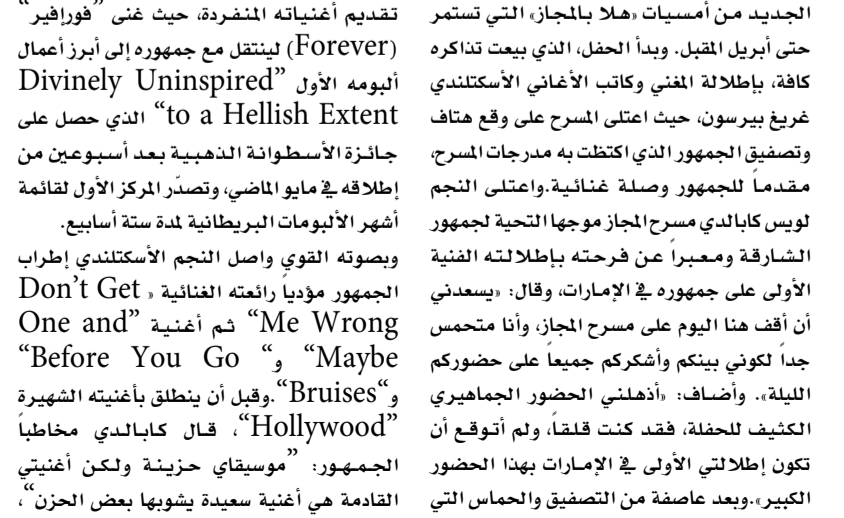 الجديد من أمسيات «هلا بالمجاز» التي تستمر
حتى أبريل المقبل. وبدأ الحفل، الذي بيعت تذاكره
كافة، بإطلالة المغني وكاتب الأغاني الأسكتلندي
غريغ بيرسون، حيث اعتلى المسرح على وقع هتاف
وتصفيق الجمهور الذي اكتظت به مدرجات المسرح،
مقدماً للجمهور وصلة غنائية.واعتلى النجم
لويس كابالدي مسرح المجاز موجها التحية لجمهور
الشارقة ومعبراً عن فرحته بإطلالته الفنية
الأولى على جمهوره في الإمارات، وقال: «يسعدني
أن أقف هنا اليوم على مسرح المجاز، وأنا متحمس
جداً لكوني بينكم وأشكركم جميعاً على حضوركم
الليلة». وأضاف: «أذهلني الحضور الجماهيري
الكثيف للحفلة، فقد كنت قلقاً، ولم أتوقع أن
تكون إطلالتي الأولى في الإمارات بهذا الحضور
الكبير».وبعد عاصفة من التصفيق والحماس التي
تقديم أغنياته المنفردة، حيث غنى "فورإفير"
(Forever) لينتقل مع جمهوره إلى أبرز أعمال
ألبومه الأول "Divinely Uninspired
to a Hellish Extent" الذي حصل على
جائزة الأسطوانة الذهبية بعد أسبوعين من
إطلاقه في مايو الماضي، وتصدّر المركز الأول لقائمة
أشهر الألبومات البريطانية لمدة ستة أسابيع.
وبصوته القوي واصل النجم الأسكتلندي إطراب
الجمهور مؤدياً رائعته الغنائية « Don't Get
Me Wrong" ثم أغنية "One and
Maybe" و" Before You Go"
و"Bruises".وقبل أن ينطلق بأغنيته الشهيرة
"Hollywood"، قال كابالدي مخاطباً
الجمهور: "موسيقاي حزينة ولكن أغنيتي
القادمة هي أغنية سعيدة يشوبها بعض الحزن"،